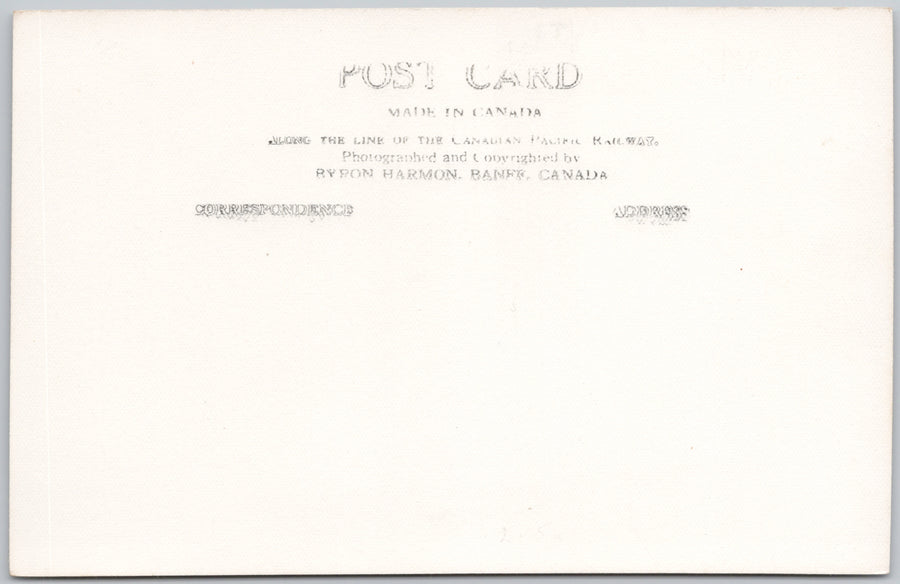 POST CARD
MADE IN CANADA
ALONG THE LINE OF THE CANADIAN PACIFIC RAILWAY.
Photographed and Copyrighted by
BYRON HARMON. BANFF, CANADA
CORRESPONDENCE ADDRESS